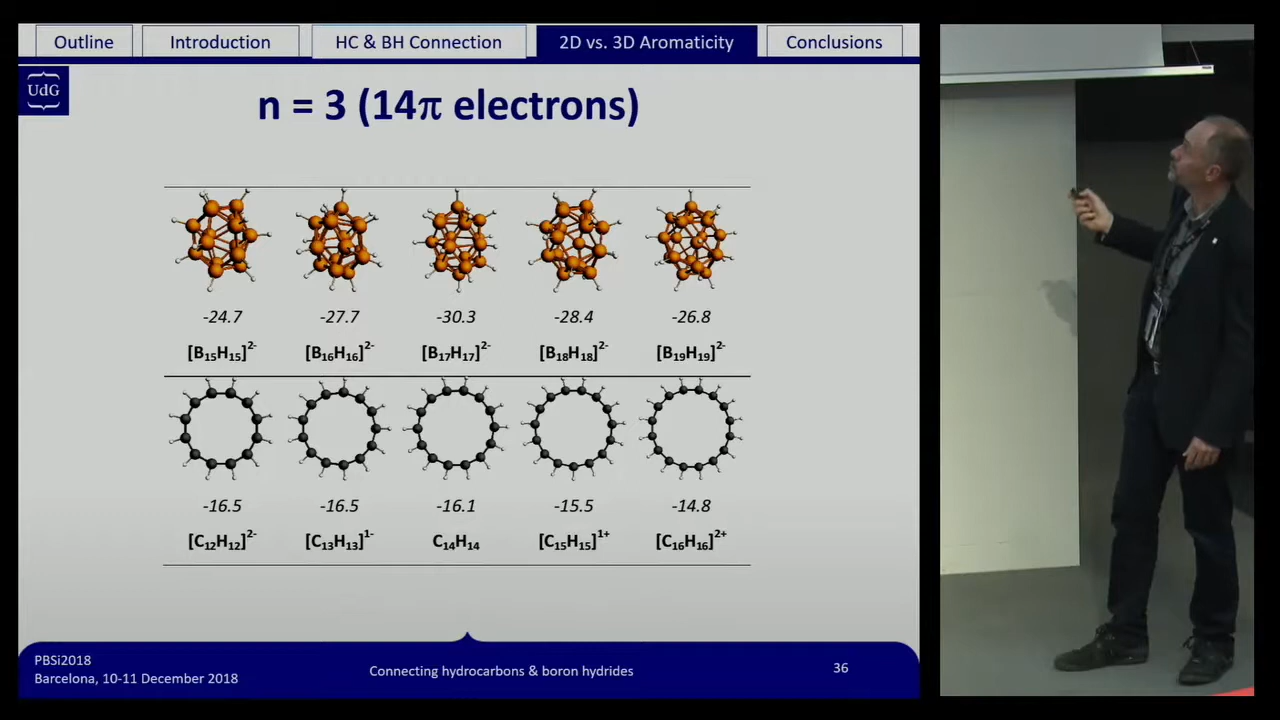 Outline Introduction HC & BH Connection 2D vs. 3D Aromaticity Conclusions
UdG
n = 3 (14π electrons)
-24.7 -27.7 -30.3 -28.4 -26.8
[B₁₅H₁₅]²⁻ [B₁₆H₁₆]²⁻ [B₁₇H₁₇]²⁻ [B₁₈H₁₈]²⁻ [B₁₉H₁₉]²⁻
-16.5 -16.5 -16.1 -15.5 -14.8
[C₁₂H₁₂]²⁻ [C₁₃H₁₃]¹⁻ C₁₄H₁₄ [C₁₅H₁₅]¹⁺ [C₁₆H₁₆]²⁺
PBSi2018
Barcelona, 10-11 December 2018
Connecting hydrocarbons & boron hydrides
36